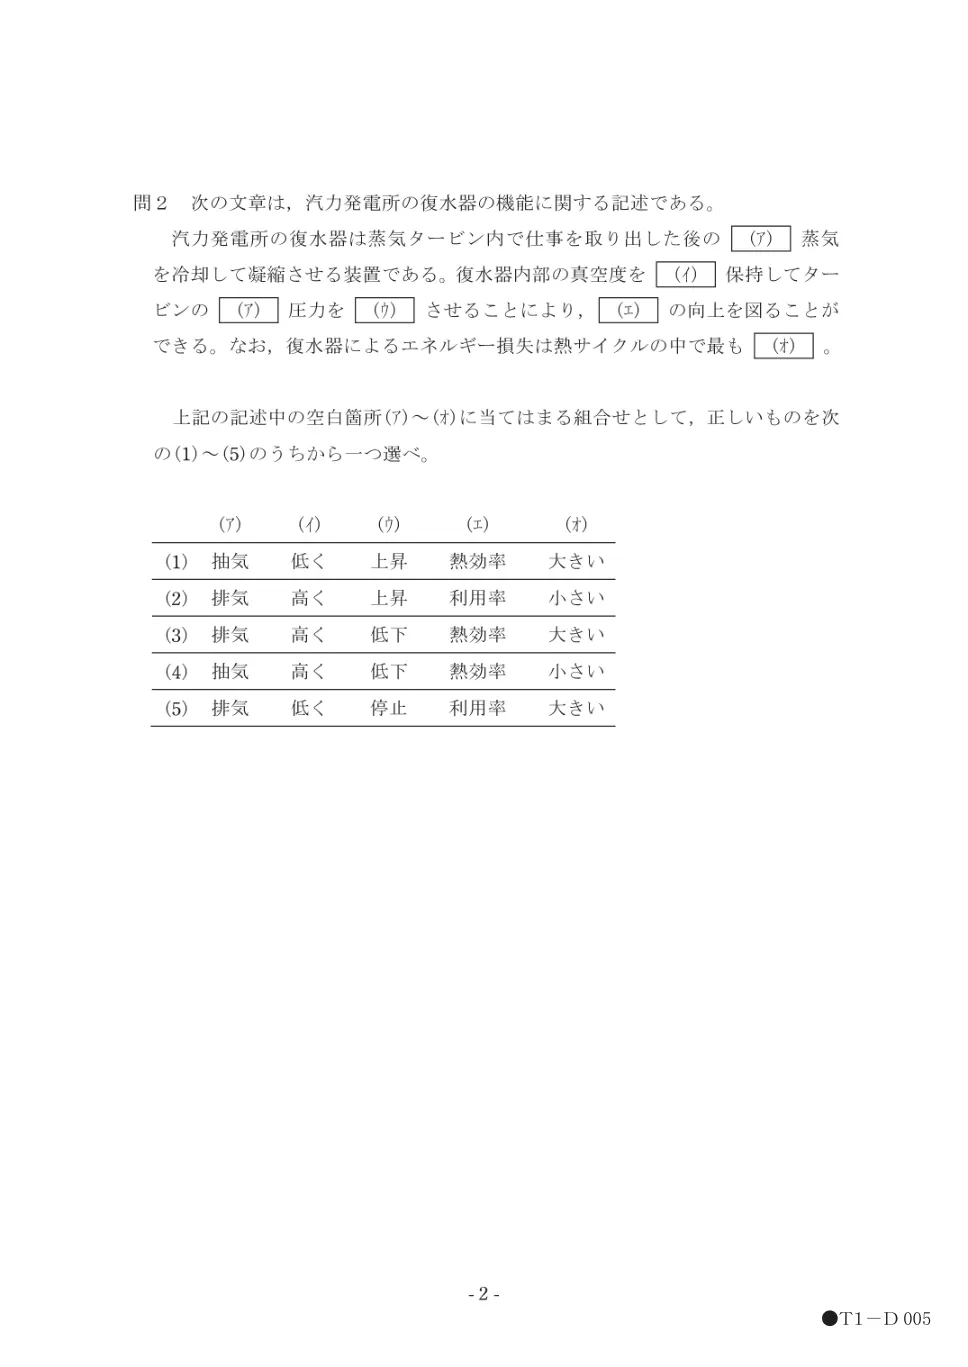 問２　次の文章は，汽力発電所の復水器の機能に関する記述である。
汽力発電所の復水器は蒸気タービン内で仕事を取り出した後の (ア) 蒸気
を冷却して凝縮させる装置である。復水器内部の真空度を (イ) 保持してター
ビンの (ア) 圧力を (ウ) させることにより， (エ) の向上を図ることが
できる。なお，復水器によるエネルギー損失は熱サイクルの中で最も (オ) 。
上記の記述中の空白箇所(ア)～(オ)に当てはまる組合せとして，正しいものを次
の(1)～(5)のうちから一つ選べ。
(ア) (イ) (ウ) (エ) (オ)
(1) 抽気 低く 上昇 熱効率 大きい
(2) 排気 高く 上昇 利用率 小さい
(3) 排気 高く 低下 熱効率 大きい
(4) 抽気 高く 低下 熱効率 小さい
(5) 排気 低く 停止 利用率 大きい
- 2 -
●T1－D 005